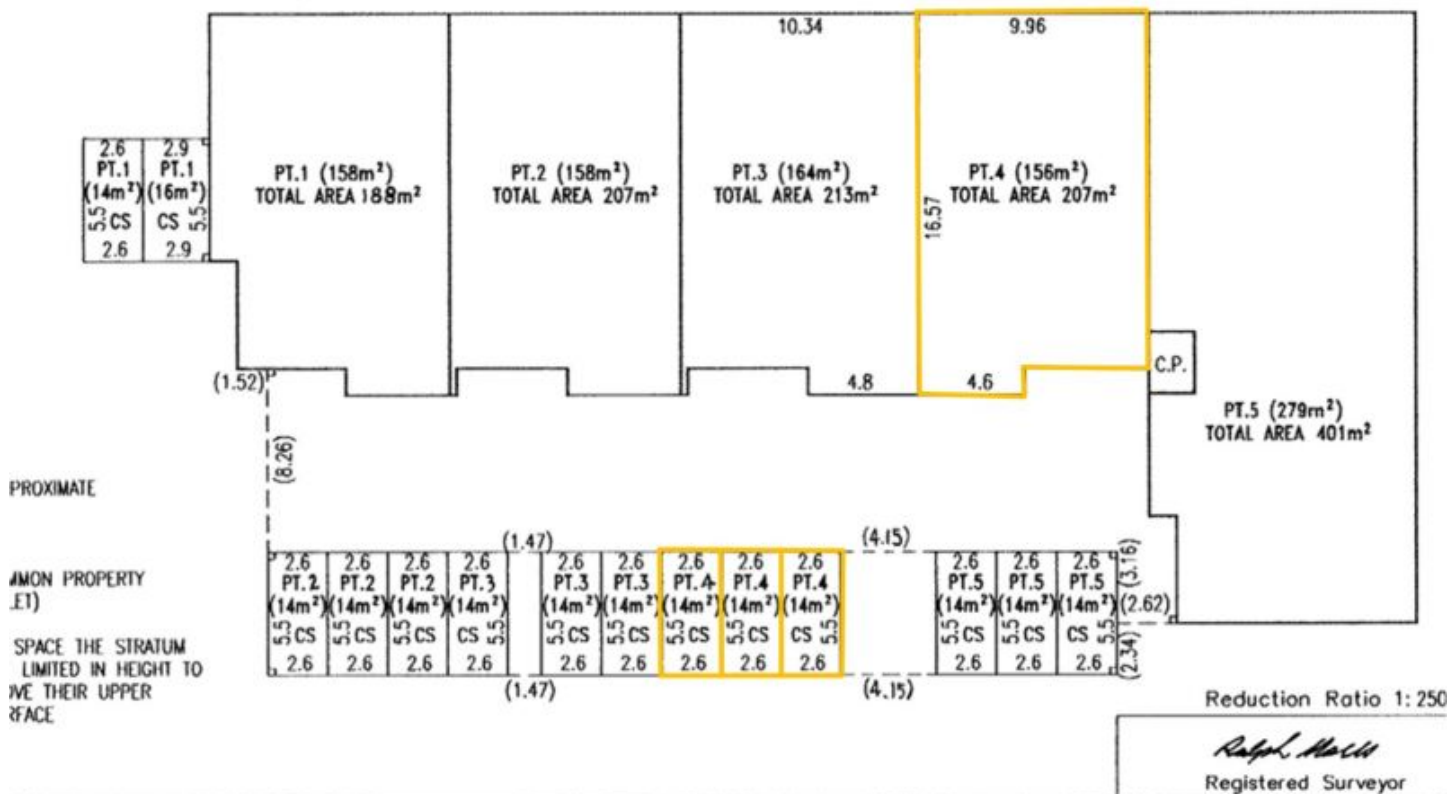 10.34
9.96
2.6
2.9
PT.1
PT.1
(14m²)
(16m²)
5.5
CS
CS
5.5
2.6
2.9
PT.1 (158m²)
TOTAL AREA 188m²
PT.2 (158m²)
TOTAL AREA 207m²
PT.3 (164m²)
TOTAL AREA 213m²
PT.4 (156m²)
TOTAL AREA 207m²
16.57
C.P.
(1.52)
4.8
4.6
PT.5 (279m²)
TOTAL AREA 401m²
(8.26)
PROXIMATE
MMON PROPERTY
ET)
SPACE THE STRATUM
LIMITED IN HEIGHT TO
VE THEIR UPPER
FACE
(1.47)
(4.15)
2.6 2.6 2.6 2.6 2.6 2.6 2.6 2.6 2.6 2.6 2.6 2.6
PT.2 PT.2 PT.2 PT.3 PT.3 PT.3 PT.4 PT.4 PT.4 PT.5 PT.5 PT.5
(14m²) (14m²) (14m²) (14m²) (14m²) (14m²) (14m²) (14m²) (14m²) (14m²) (14m²) (14m²)
5.5 CS 5.5 CS 5.5 CS CS 5.5 5.5 CS 5.5 CS 5.5 CS 5.5 CS CS 5.5 5.5 CS 5.5 CS CS 5.5
2.6 2.6 2.6 2.6 2.6 2.6 2.6 2.6 2.6 2.6 2.6 2.6
(3.16)
(2.62)
(2.34)
(1.47)
(4.15)
Reduction Ratio 1:250
Registered Surveyor